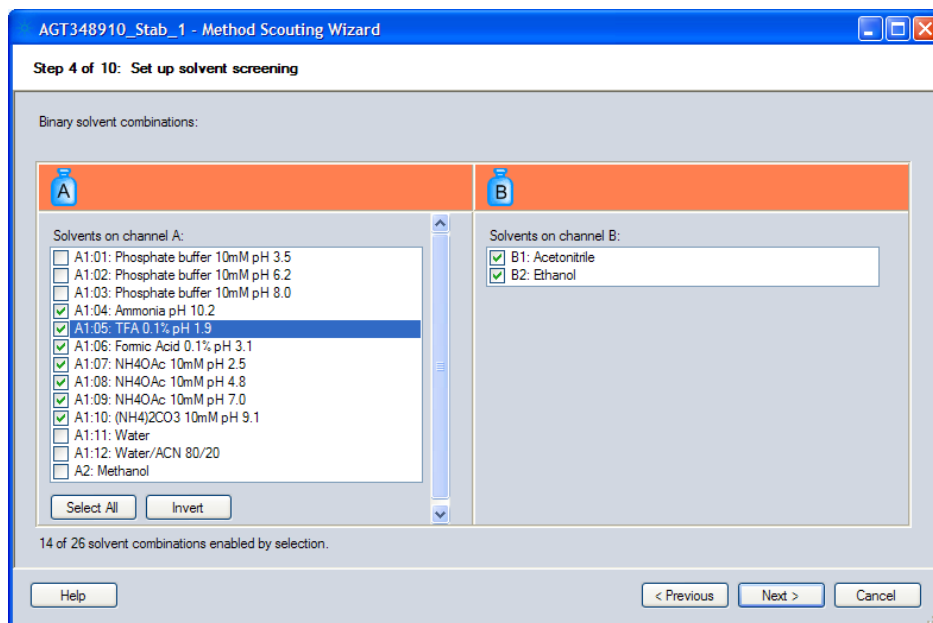 AGT348910_Stab_1 - Method Scouting Wizard
Step 4 of 10: Set up solvent screening
Binary solvent combinations:
A
B
Solvents on channel A:
A1:01: Phosphate buffer 10mM pH 3.5
A1:02: Phosphate buffer 10mM pH 6.2
A1:03: Phosphate buffer 10mM pH 8.0
A1:04: Ammonia pH 10.2
A1:05: TFA 0.1% pH 1.9
A1:06: Formic Acid 0.1% pH 3.1
A1:07: NH4OAc 10mM pH 2.5
A1:08: NH4OAc 10mM pH 4.8
A1:09: NH4OAc 10mM pH 7.0
A1:10: (NH4)2CO3 10mM pH 9.1
A1:11: Water
A1:12: Water/ACN 80/20
A2: Methanol
Select All
Invert
Solvents on channel B:
B1: Acetonitrile
B2: Ethanol
14 of 26 solvent combinations enabled by selection.
Help
< Previous
Next >
Cancel